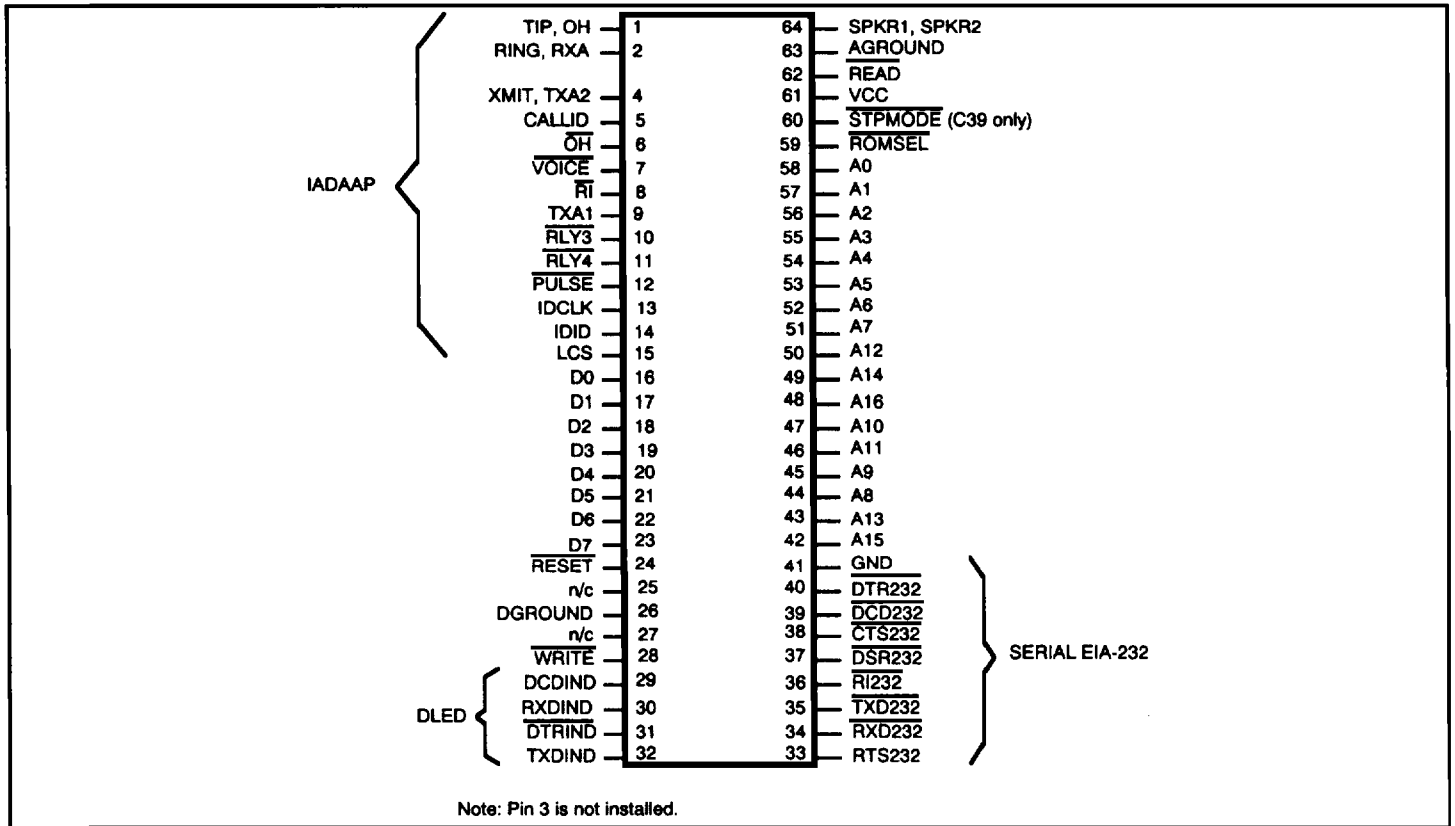 TIP, OH 1 64 SPKR1, SPKR2
RING, RXA 2 63 AGROUND
62 READ
XMIT, TXA2 4 61 VCC
CALLID 5 60 STPMODE (C39 only)
OH 6 59 ROMSEL
VOICE 7 58 A0
IADAAP
RI 8 57 A1
TXA1 9 56 A2
RLY3 10 55 A3
RLY4 11 54 A4
PULSE 12 53 A5
IDCLK 13 52 A6
IDID 14 51 A7
LCS 15 50 A12
D0 16 49 A14
D1 17 48 A16
D2 18 47 A10
D3 19 46 A11
D4 20 45 A9
D5 21 44 A8
D6 22 43 A13
D7 23 42 A15
RESET 24 41 GND
n/c 25 40 DTR232
DGROUND 26 39 DCD232
n/c 27 38 CTS232
WRITE 28 37 DSR232
SERIAL EIA-232
DCDIND 29 36 RI232
DLED
RXDIND 30 35 TXD232
DTRIND 31 34 RXD232
TXDIND 32 33 RTS232
Note: Pin 3 is not installed.